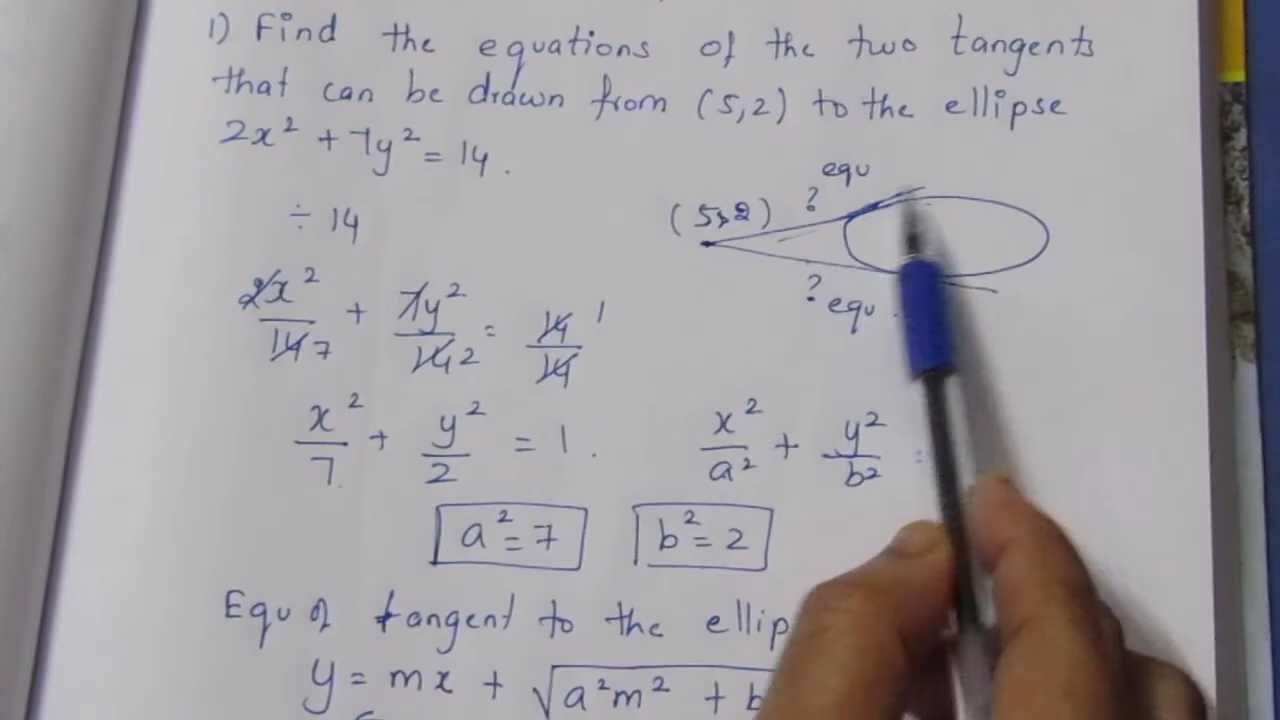 1) Find the equations of the two tangents
that can be drawn from (5,2) to the ellipse
2x² + 7y² = 14.
equ
÷ 14
(5,2) ?
? equ
2x²/14 7 + 7y²/14 2 = 14/14 1
x²/7 + y²/2 = 1. x²/a² + y²/b² =
a² = 7 b² = 2
Equ of tangent to the
y = mx + √a²m² + b